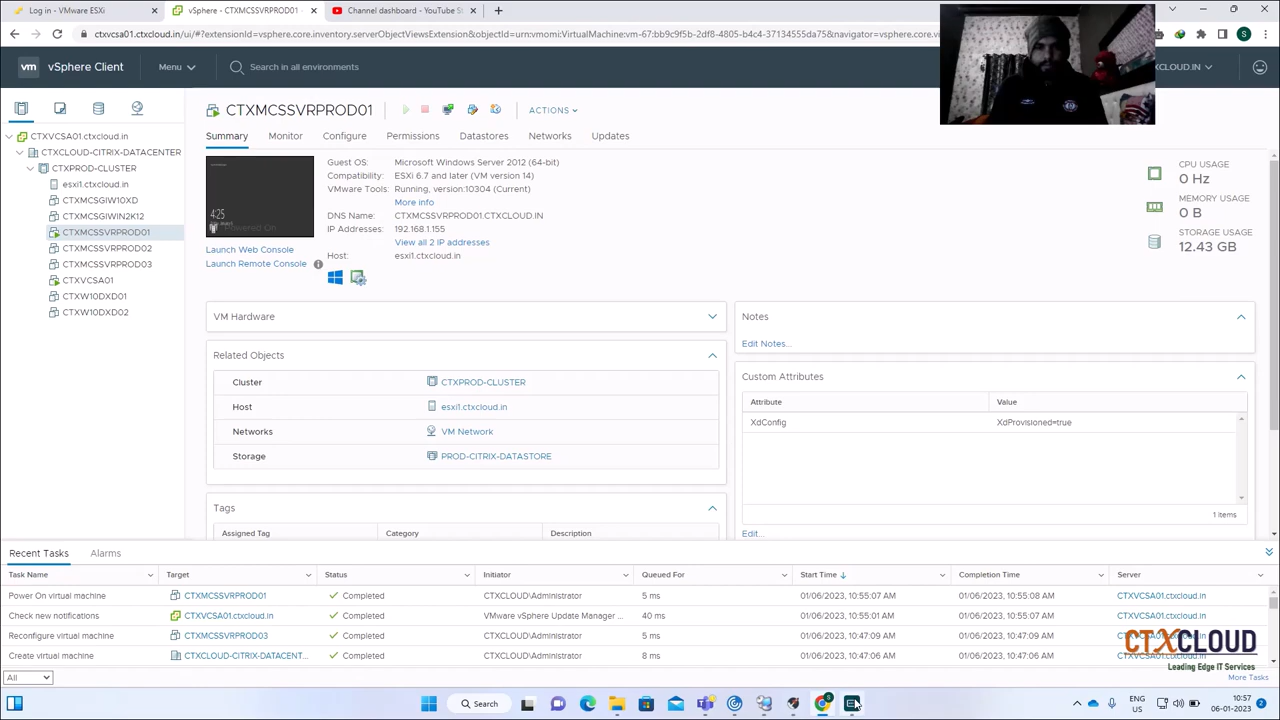 Log in - VMware ESXi
vSphere - CTXMCSSVRPROD01 -
Channel dashboard - YouTube St
ctxvcsa01.ctxcloud.in/ui/#?extensionId=vsphere.core.inventory.serverObjectViewsExtension&objectId=urn:vmomi:VirtualMachine:vm-67:bb9c9f5b-2df8-4805-b4c4-37134555da75&navigator=vsphere.core.vi
S
vm vSphere Client
Menu
Search in all environments
XCLOUD.IN
CTXMCSSVRPROD01
ACTIONS
Summary Monitor Configure Permissions Datastores Networks Updates
CTXVCSA01.ctxcloud.in
CTXCLOUD-CITRIX-DATACENTER
CTXPROD-CLUSTER
esxi1.ctxcloud.in
CTXMCSGIW10XD
CTXMCSGIWIN2K12
CTXMCSSVRPROD01
CTXMCSSVRPROD02
CTXMCSSVRPROD03
CTXVCSA01
CTXW10DXD01
CTXW10DXD02
4:25
Powered On
Launch Web Console
Launch Remote Console
Guest OS: Microsoft Windows Server 2012 (64-bit)
Compatibility: ESXi 6.7 and later (VM version 14)
VMware Tools: Running, version:10304 (Current)
More info
DNS Name: CTXMCSSVRPROD01.CTXCLOUD.IN
IP Addresses: 192.168.1.155
View all 2 IP addresses
Host: esxi1.ctxcloud.in
CPU USAGE
0 Hz
MEMORY USAGE
0 B
STORAGE USAGE
12.43 GB
VM Hardware
Related Objects
Cluster CTXPROD-CLUSTER
Host esxi1.ctxcloud.in
Networks VM Network
Storage PROD-CITRIX-DATASTORE
Tags
Assigned Tag Category Description
Notes
Edit Notes...
Custom Attributes
Attribute Value
XdConfig XdProvisioned=true
1 items
Edit...
Recent Tasks Alarms
Task Name Target Status Initiator Queued For Start Time Completion Time Server
Power On virtual machine CTXMCSSVRPROD01 Completed CTXCLOUD\Administrator 5 ms 01/06/2023, 10:55:07 AM 01/06/2023, 10:55:08 AM CTXVCSA01.ctxcloud.in
Check new notifications CTXVCSA01.ctxcloud.in Completed VMware vSphere Update Manager ... 40 ms 01/06/2023, 10:55:01 AM 01/06/2023, 10:55:07 AM CTXVCSA01.ctxcloud.in
Reconfigure virtual machine CTXMCSSVRPROD03 Completed CTXCLOUD\Administrator 5 ms 01/06/2023, 10:47:09 AM 01/06/2023, 10:47:09 AM CTXVCSA01.ctxcloud.in
Create virtual machine CTXCLOUD-CITRIX-DATACENT... Completed CTXCLOUD\Administrator 8 ms 01/06/2023, 10:47:06 AM 01/06/2023, 10:47:09 AM CTXVCSA01.ctxcloud.in
CTXCLOUD
Leading Edge IT Services
All
More Tasks
Search
ENG
IN
10:57
06-01-2023